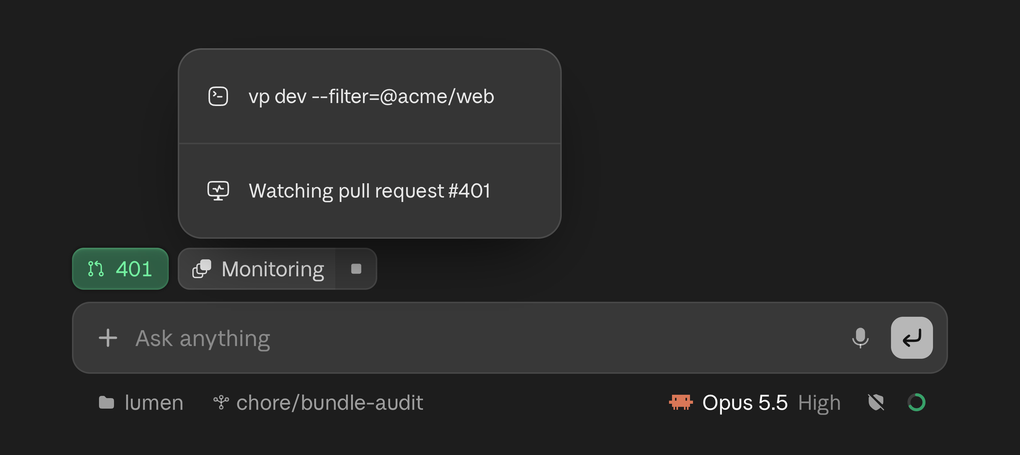 vp dev --filter=@acme/web
Watching pull request #401
401 Monitoring
Ask anything
lumen chore/bundle-audit Opus 5.5 High